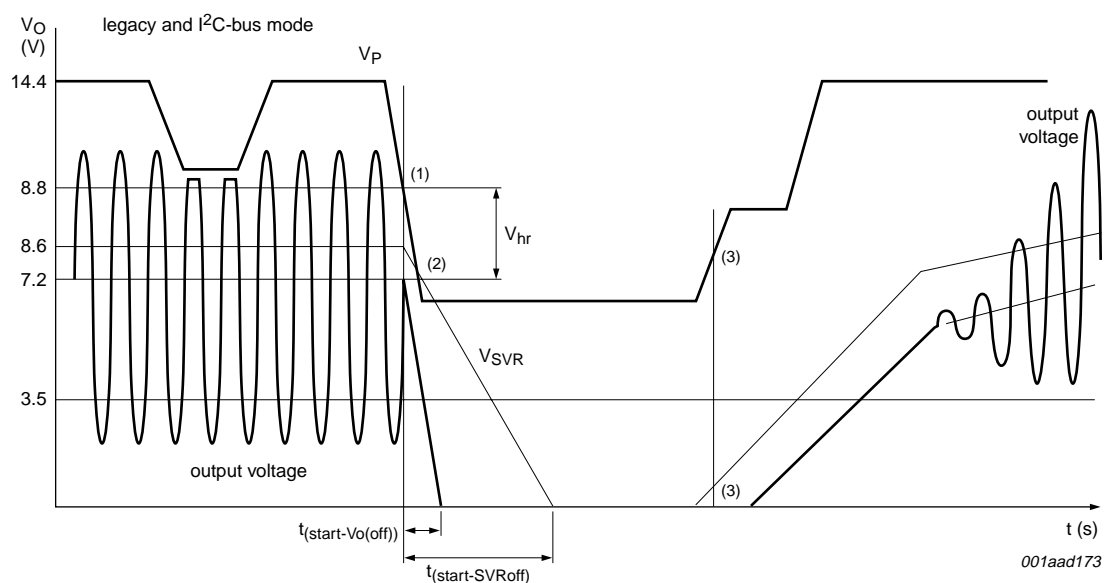 V_O
(V)
legacy and I²C-bus mode
V_P
14.4
output
voltage
(1)
8.8
V_hr
8.6
(2)
(3)
7.2
V_SVR
3.5
output voltage
(3)
t_(start-Vo(off))
t (s)
t_(start-SVRoff)
001aad173